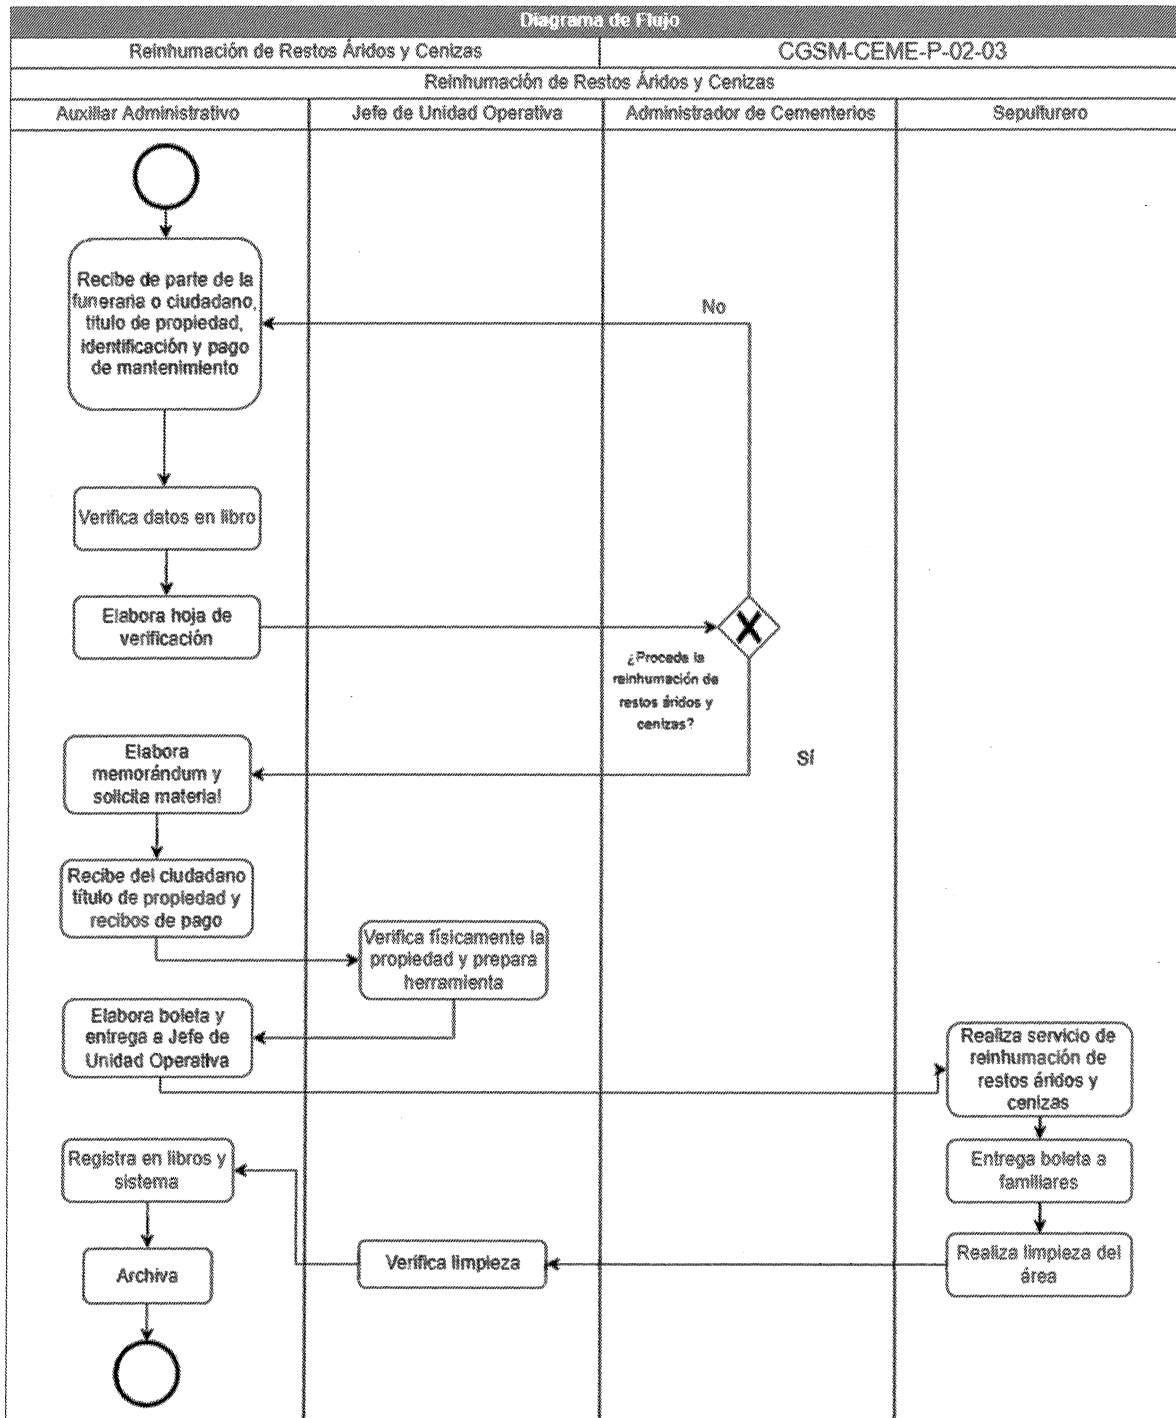 Diagrama de Flujo
Reinhumación de Restos Áridos y Cenizas
CGSM-CEME-P-02-03
Reinhumación de Restos Áridos y Cenizas
Auxiliar Administrativo
Jefe de Unidad Operativa
Administrador de Cementerios
Sepulturero
Recibe de parte de la
funeraria o ciudadano,
título de propiedad,
identificación y pago
de mantenimiento
No
Verifica datos en libro
Elabora hoja de
verificación
¿Procede la
reinhumación de
restos áridos y
cenizas?
Sí
Elabora
memorándum y
solicita material
Recibe del ciudadano
título de propiedad y
recibos de pago
Verifica físicamente la
propiedad y prepara
herramienta
Elabora boleta y
entrega a Jefe de
Unidad Operativa
Realiza servicio de
reinhumación de
restos áridos y
cenizas
Registra en libros y
sistema
Entrega boleta a
familiares
Archiva
Verifica limpieza
Realiza limpieza del
área